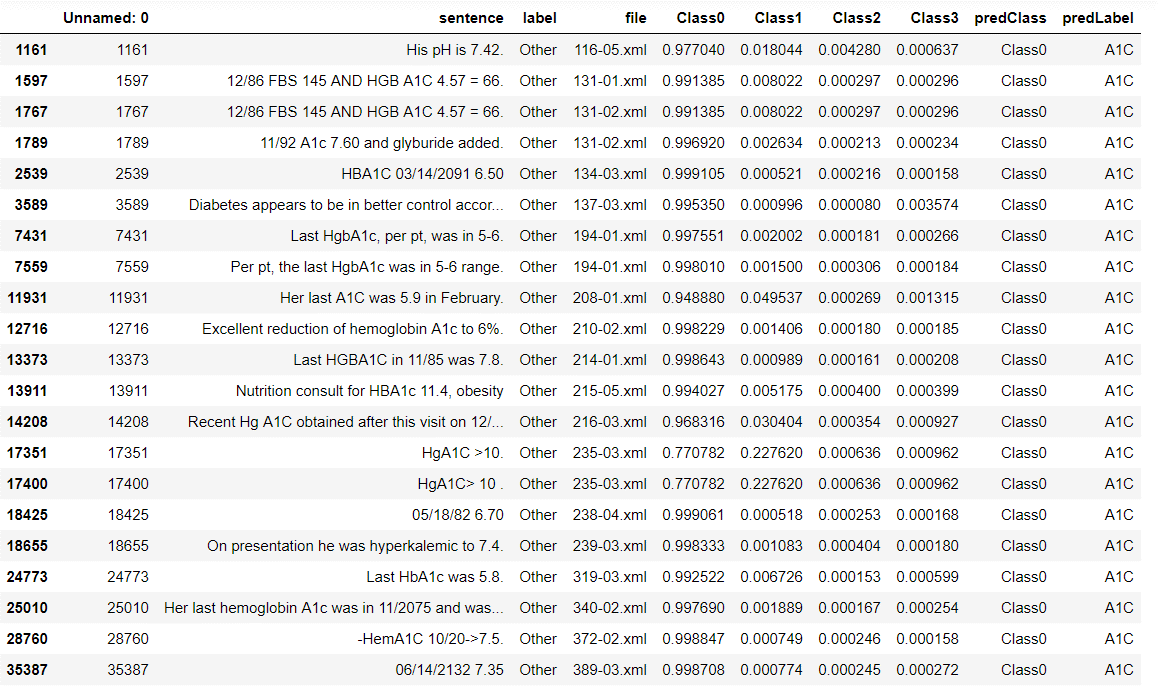 Unnamed: 0 sentence label file Class0 Class1 Class2 Class3 predClass predLabel
1161 1161 His pH is 7.42. Other 116-05.xml 0.977040 0.018044 0.004280 0.000637 Class0 A1C
1597 1597 12/86 FBS 145 AND HGB A1C 4.57 = 66. Other 131-01.xml 0.991385 0.008022 0.000297 0.000296 Class0 A1C
1767 1767 12/86 FBS 145 AND HGB A1C 4.57 = 66. Other 131-02.xml 0.991385 0.008022 0.000297 0.000296 Class0 A1C
1789 1789 11/92 A1c 7.60 and glyburide added. Other 131-02.xml 0.996920 0.002634 0.000213 0.000234 Class0 A1C
2539 2539 HBA1C 03/14/2091 6.50 Other 134-03.xml 0.999105 0.000521 0.000216 0.000158 Class0 A1C
3589 3589 Diabetes appears to be in better control accor... Other 137-03.xml 0.995350 0.000996 0.000080 0.003574 Class0 A1C
7431 7431 Last HgbA1c, per pt, was in 5-6. Other 194-01.xml 0.997551 0.002002 0.000181 0.000266 Class0 A1C
7559 7559 Per pt, the last HgbA1c was in 5-6 range. Other 194-01.xml 0.998010 0.001500 0.000306 0.000184 Class0 A1C
11931 11931 Her last A1C was 5.9 in February. Other 208-01.xml 0.948880 0.049537 0.000269 0.001315 Class0 A1C
12716 12716 Excellent reduction of hemoglobin A1c to 6%. Other 210-02.xml 0.998229 0.001406 0.000180 0.000185 Class0 A1C
13373 13373 Last HGBA1C in 11/85 was 7.8. Other 214-01.xml 0.998643 0.000989 0.000161 0.000208 Class0 A1C
13911 13911 Nutrition consult for HBA1c 11.4, obesity Other 215-05.xml 0.994027 0.005175 0.000400 0.000399 Class0 A1C
14208 14208 Recent Hg A1C obtained after this visit on 12/... Other 216-03.xml 0.968316 0.030404 0.000354 0.000927 Class0 A1C
17351 17351 HgA1C >10. Other 235-03.xml 0.770782 0.227620 0.000636 0.000962 Class0 A1C
17400 17400 HgA1C> 10 . Other 235-03.xml 0.770782 0.227620 0.000636 0.000962 Class0 A1C
18425 18425 05/18/82 6.70 Other 238-04.xml 0.999061 0.000518 0.000253 0.000168 Class0 A1C
18655 18655 On presentation he was hyperkalemic to 7.4. Other 239-03.xml 0.998333 0.001083 0.000404 0.000180 Class0 A1C
24773 24773 Last HbA1c was 5.8. Other 319-03.xml 0.992522 0.006726 0.000153 0.000599 Class0 A1C
25010 25010 Her last hemoglobin A1c was in 11/2075 and was... Other 340-02.xml 0.997690 0.001889 0.000167 0.000254 Class0 A1C
28760 28760 -HemA1C 10/20->7.5. Other 372-02.xml 0.998847 0.000749 0.000246 0.000158 Class0 A1C
35387 35387 06/14/2132 7.35 Other 389-03.xml 0.998708 0.000774 0.000245 0.000272 Class0 A1C